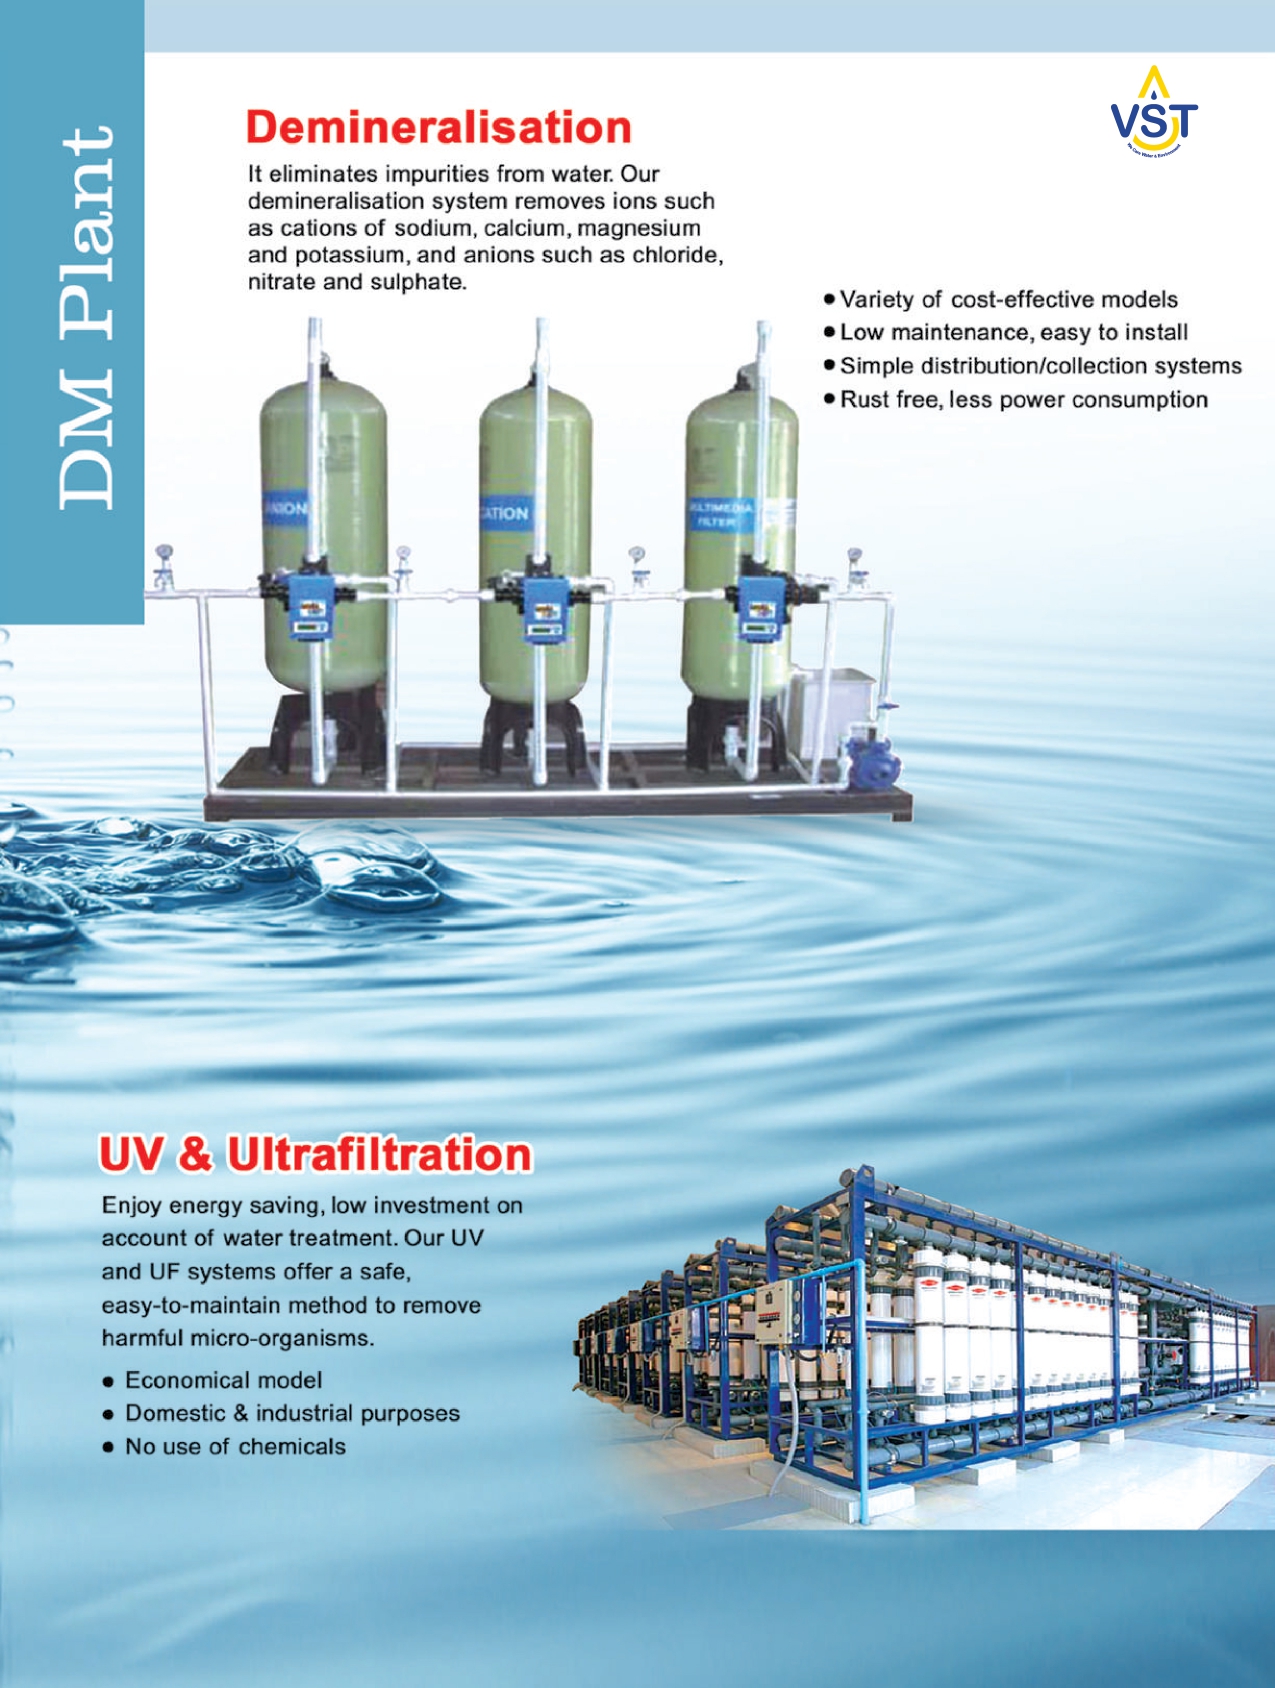 DM Plant
VST
We Care Water & Environment
Demineralisation
It eliminates impurities from water. Our
demineralisation system removes ions such
as cations of sodium, calcium, magnesium
and potassium, and anions such as chloride,
nitrate and sulphate.
● Variety of cost-effective models
● Low maintenance, easy to install
● Simple distribution/collection systems
● Rust free, less power consumption
ANION
CATION
MULTIMEDIA
FILTER
UV & Ultrafiltration
Enjoy energy saving, low investment on
account of water treatment. Our UV
and UF systems offer a safe,
easy-to-maintain method to remove
harmful micro-organisms.
● Economical model
● Domestic & industrial purposes
● No use of chemicals